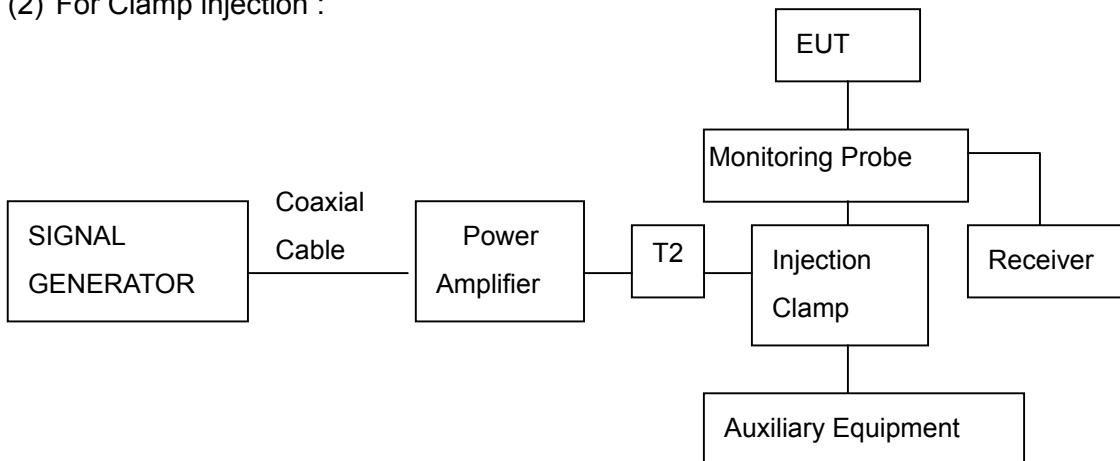 (2) For Clamp injection :
EUT
Monitoring Probe
Coaxial
Cable
SIGNAL
GENERATOR
Power
Amplifier
T2
Injection
Clamp
Receiver
Auxiliary Equipment